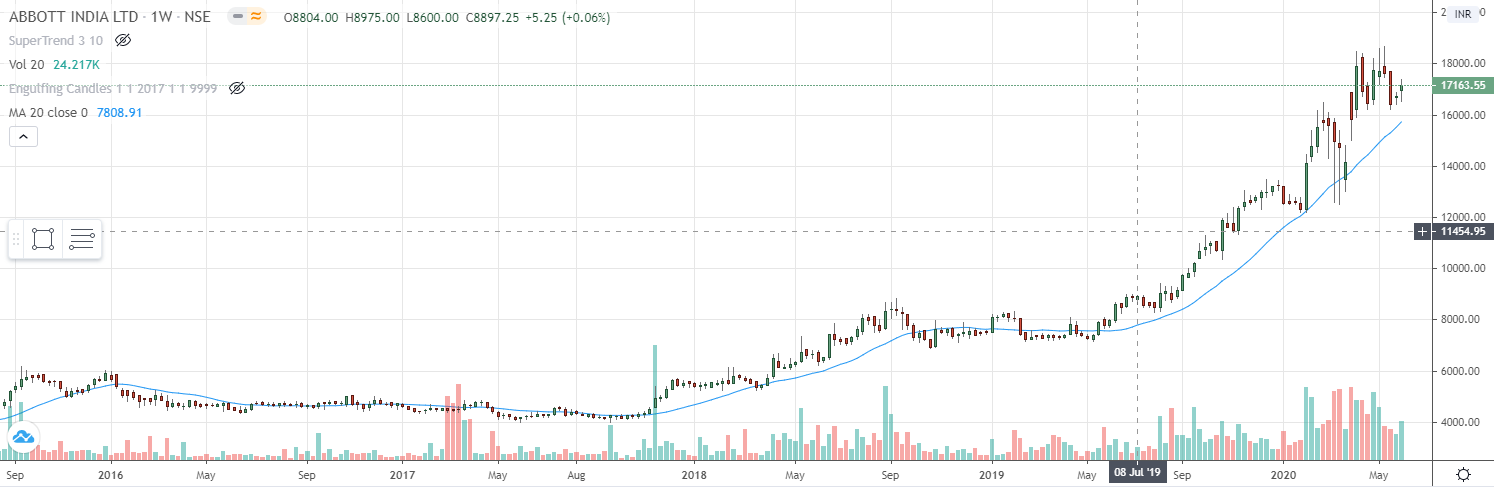 ABBOTT INDIA LTD · 1W · NSE O8804.00 H8975.00 L8600.00 C8897.25 +5.25 (+0.06%)
SuperTrend 3 10
Vol 20 24.217K
Engulfing Candles 1 1 2017 1 1 9999
MA 20 close 0 7808.91
INR
18000.00
17163.55
16000.00
14000.00
12000.00
11454.95
10000.00
8000.00
6000.00
4000.00
Sep 2016 May Sep 2017 May Aug 2018 May Sep 2019 May 08 Jul '19 Sep 2020 May